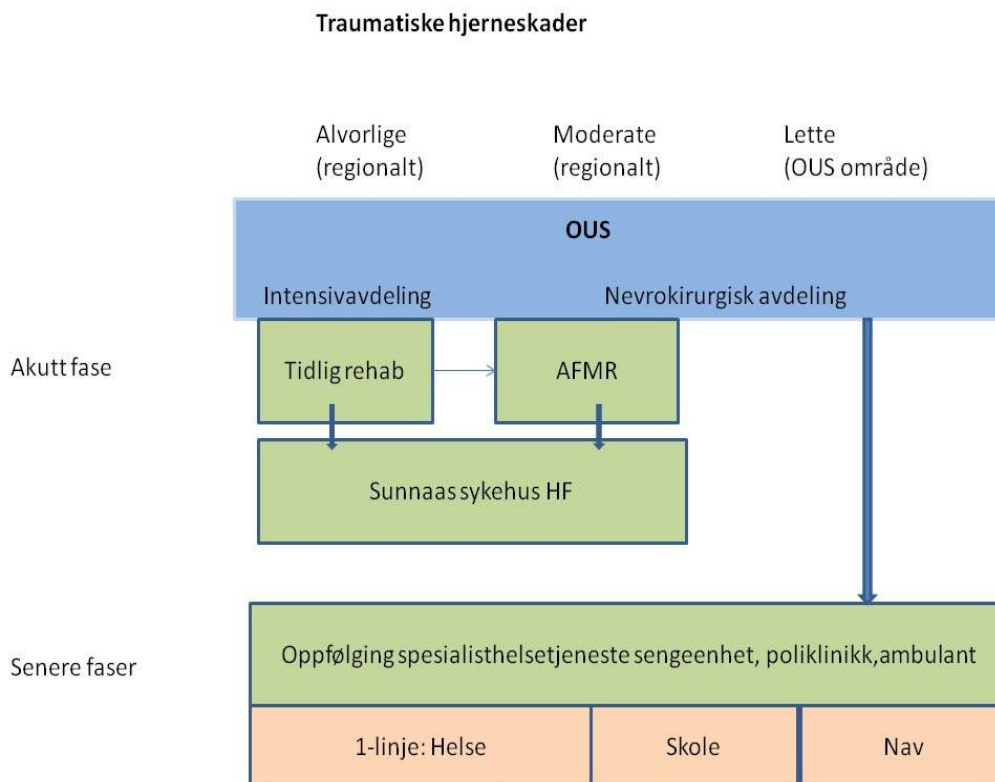 Traumatiske hjerneskader
Alvorlige
(regionalt)
Moderate
(regionalt)
Lette
(OUS område)
OUS
Intensivavdeling
Nevrokirurgisk avdeling
Akutt fase
Tidlig rehab
AFMR
Sunnaas sykehus HF
Senere faser
Oppfølging spesialisthelsetjeneste sengeenhet, poliklinikk,ambulant
1-linje: Helse
Skole
Nav